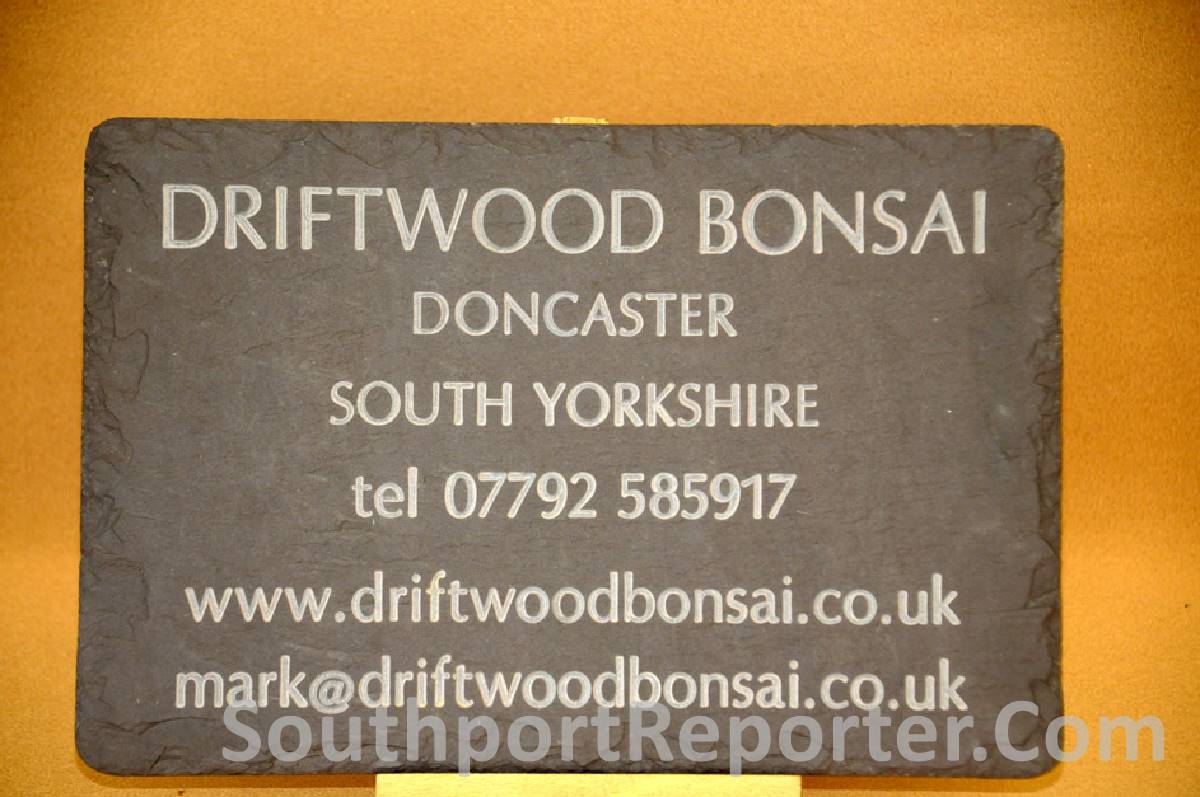 DRIFTWOOD BONSAI
DONCASTER
SOUTH YORKSHIRE
tel 07792 585917
www.driftwoodbonsai.co.uk
mark@driftwoodbonsai.co.uk
SouthportReporter.Com